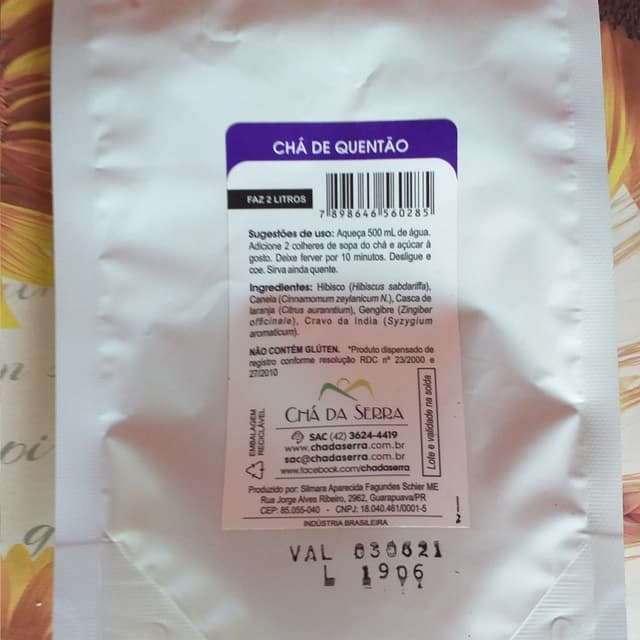 CHÁ DE QUENTÃO
FAZ 2 LITROS
7 898646 560285
Sugestões de uso: Aqueça 500 mL de água.
Adicione 2 colheres de sopa do chá e açúcar à
gosto. Deixe ferver por 10 minutos. Desligue e
coe. Sirva ainda quente.
Ingredientes: Hibisco (Hibiscus sabdariffa),
Canela (Cinnamomum zeylanicum N.), Casca de
laranja (Citrus auranntium), Gengibre (Zingiber
officinale), Cravo da índia (Syzygium
aromaticum).
NÃO CONTÉM GLÚTEN. *Produto dispensado de
registro conforme resolução RDC nº 23/2000 e
27/2010
CHÁ DA SERRA
EMBALAGEM
RECICLÁVEL
SAC (42) 3624-4419
www.chadaserra.com.br
sac@chadaserra.com.br
www.facebook.com/chadaserra
Lote e validade na solda
Produzido por: Silmara Aparecida Fagundes Schier ME
Rua Jorge Alves Ribeiro, 2962, Guarapuava/PR
CEP: 85.055-040 - CNPJ: 18.040.461/0001-5
INDÚSTRIA BRASILEIRA
VAL 030621
L 1906